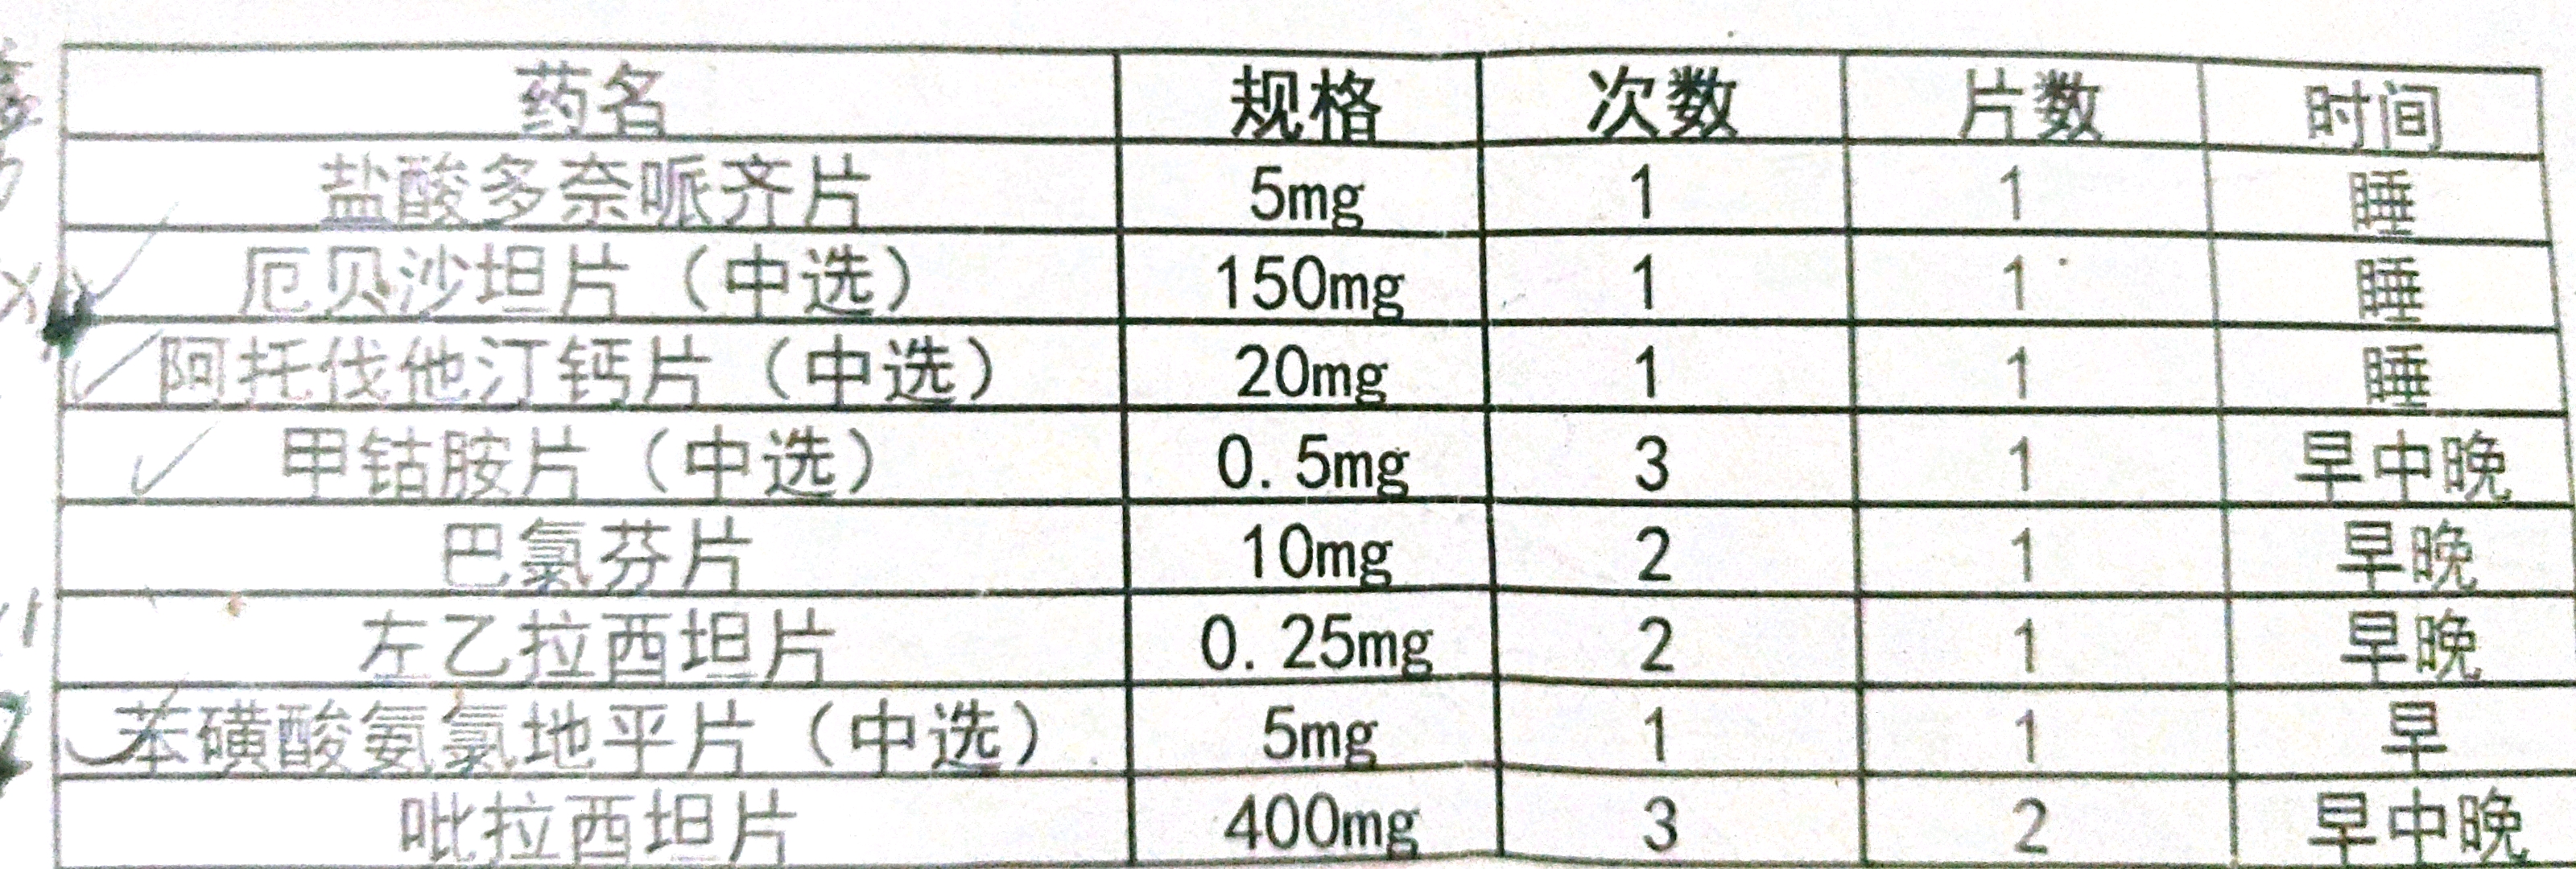 药名 规格 次数 片数 时间
盐酸多奈哌齐片 5mg 1 1 睡
厄贝沙坦片（中选） 150mg 1 1 睡
阿托伐他汀钙片（中选） 20mg 1 1 睡
甲钴胺片（中选） 0.5mg 3 1 早中晚
巴氯芬片 10mg 2 1 早晚
左乙拉西坦片 0.25mg 2 1 早晚
苯磺酸氨氯地平片（中选） 5mg 1 1 早
吡拉西坦片 400mg 3 2 早中晚